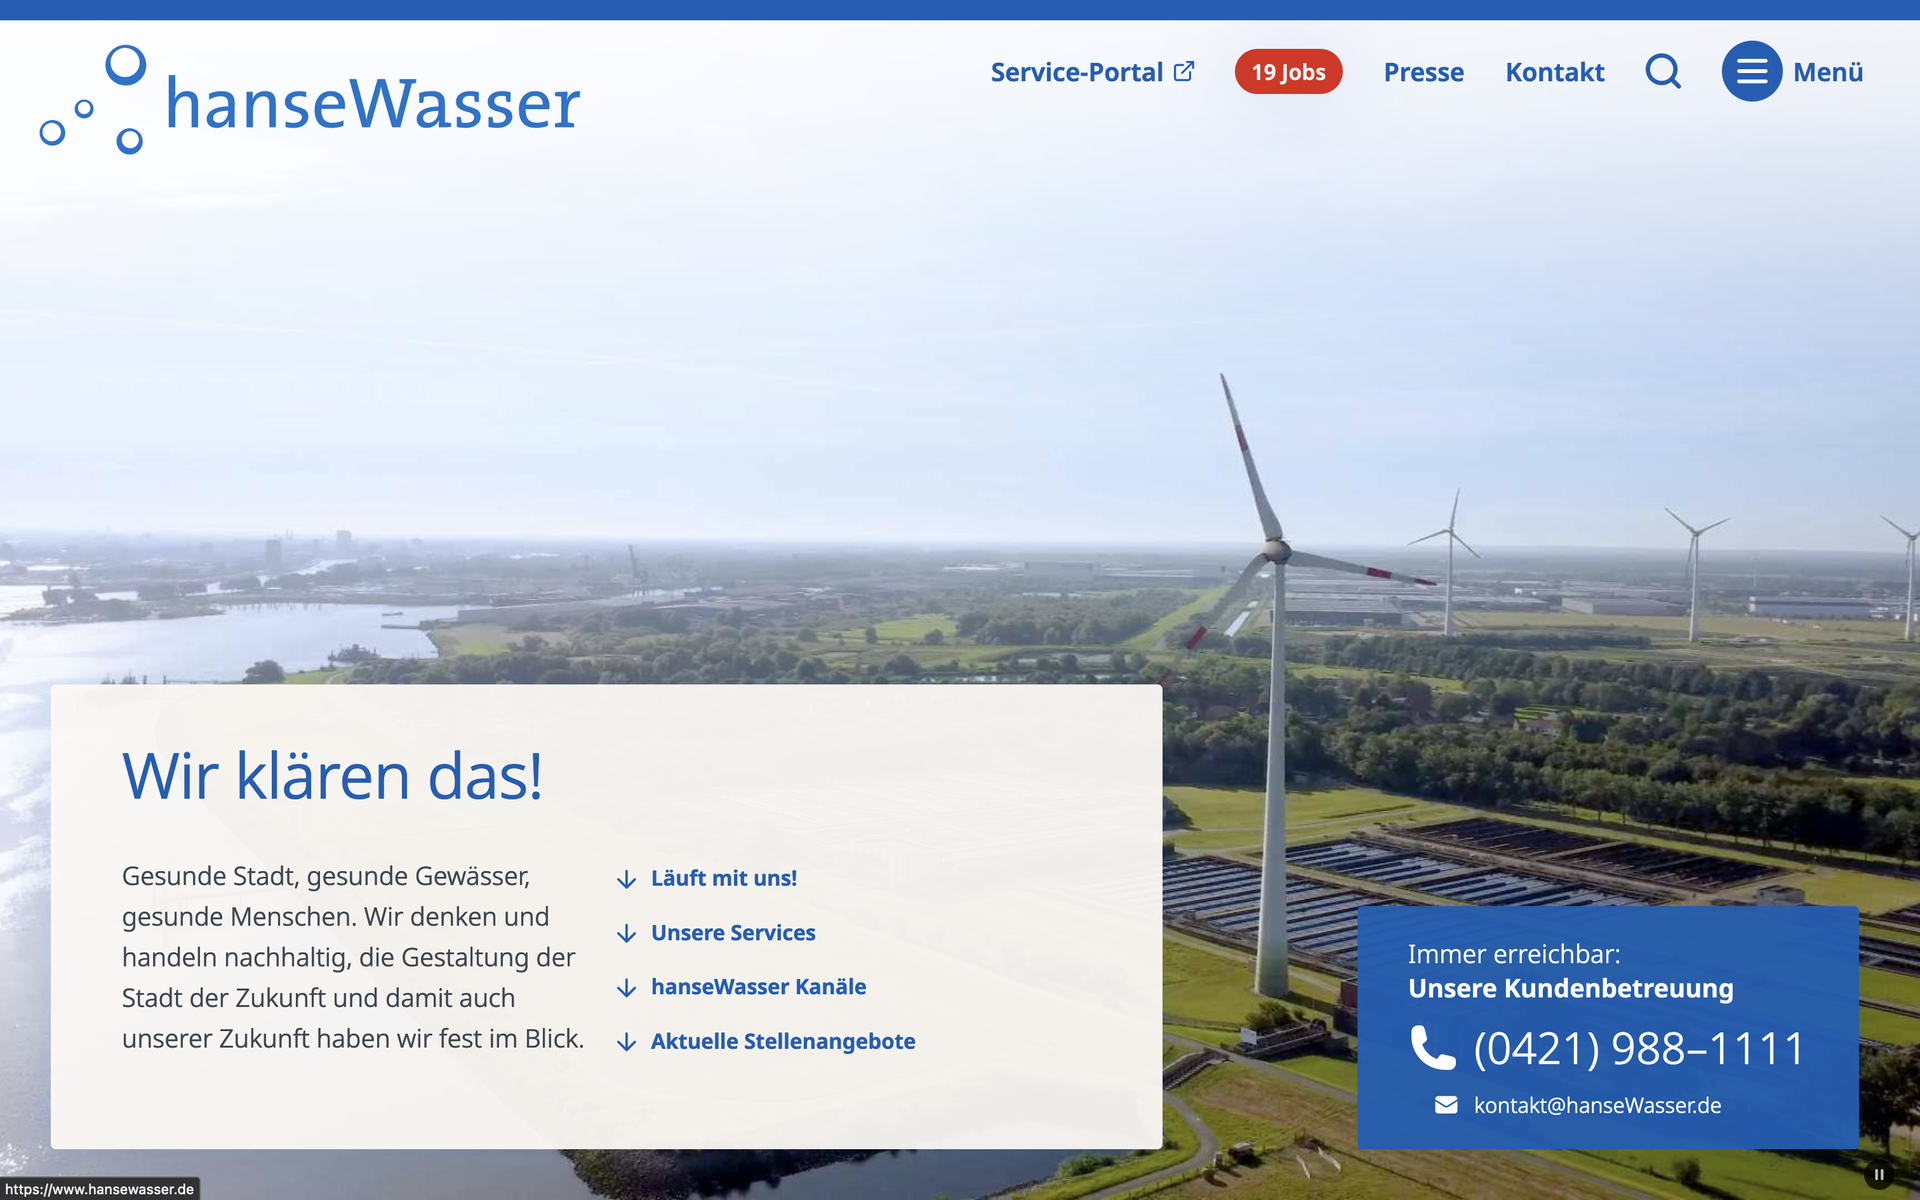 hanseWasser
Service-Portal
19 Jobs
Presse
Kontakt
Menü
Wir klären das!
Gesunde Stadt, gesunde Gewässer,
gesunde Menschen. Wir denken und
handeln nachhaltig, die Gestaltung der
Stadt der Zukunft und damit auch
unserer Zukunft haben wir fest im Blick.
Läuft mit uns!
Unsere Services
hanseWasser Kanäle
Aktuelle Stellenangebote
Immer erreichbar:
Unsere Kundenbetreuung
(0421) 988–1111
kontakt@hanseWasser.de
https://www.hansewasser.de